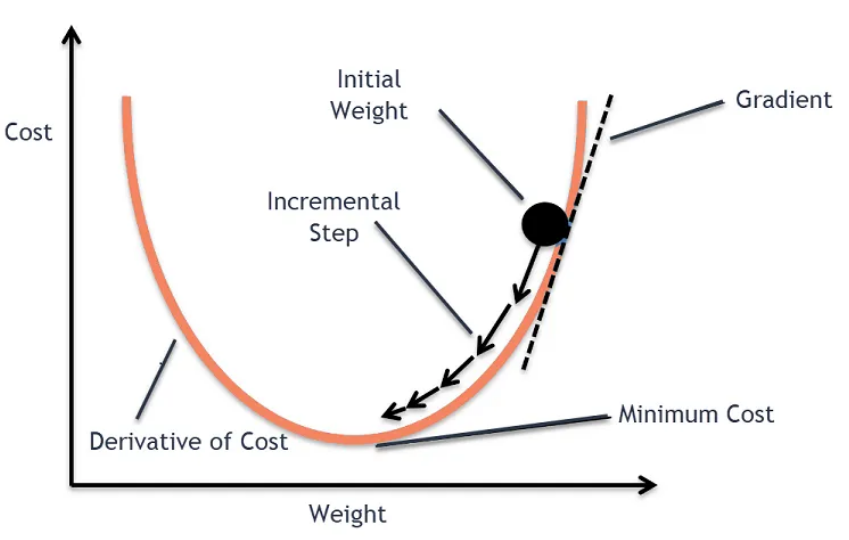 Initial
Weight
Gradient
Cost
Incremental
Step
Minimum Cost
Derivative of Cost
Weight